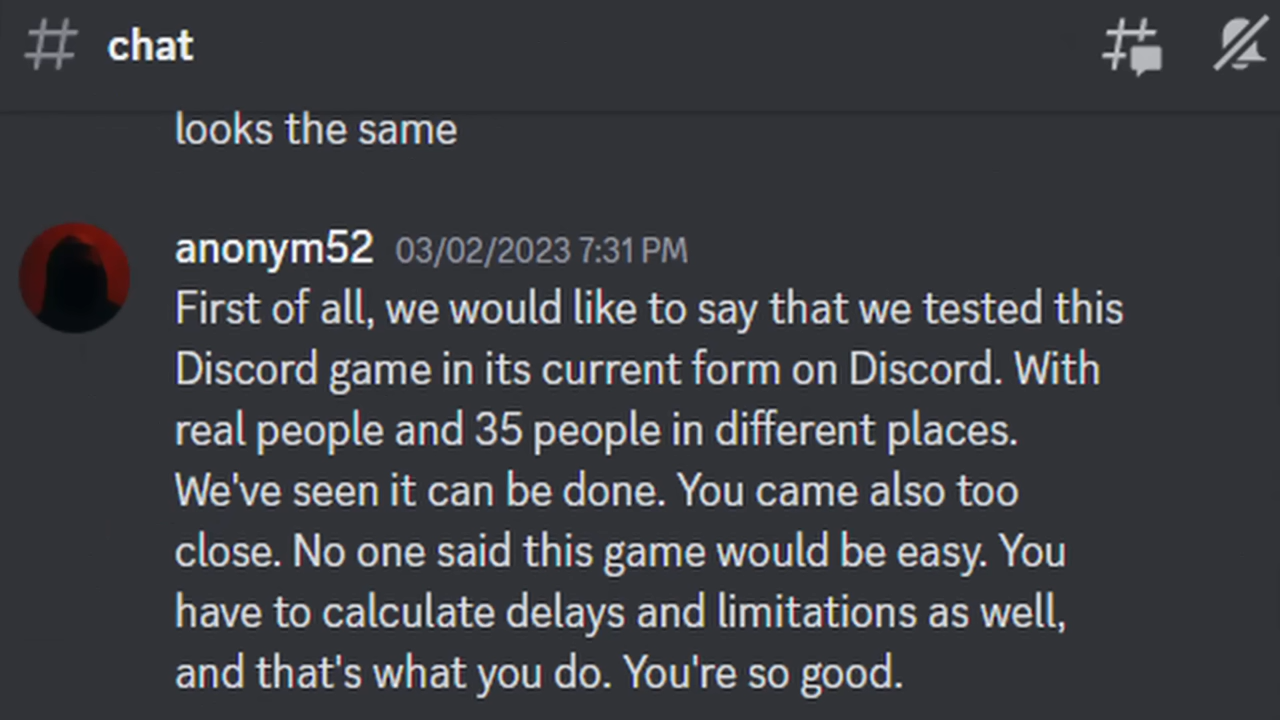 # chat
looks the same
anonym52 03/02/2023 7:31 PM
First of all, we would like to say that we tested this
Discord game in its current form on Discord. With
real people and 35 people in different places.
We've seen it can be done. You came also too
close. No one said this game would be easy. You
have to calculate delays and limitations as well,
and that's what you do. You're so good.